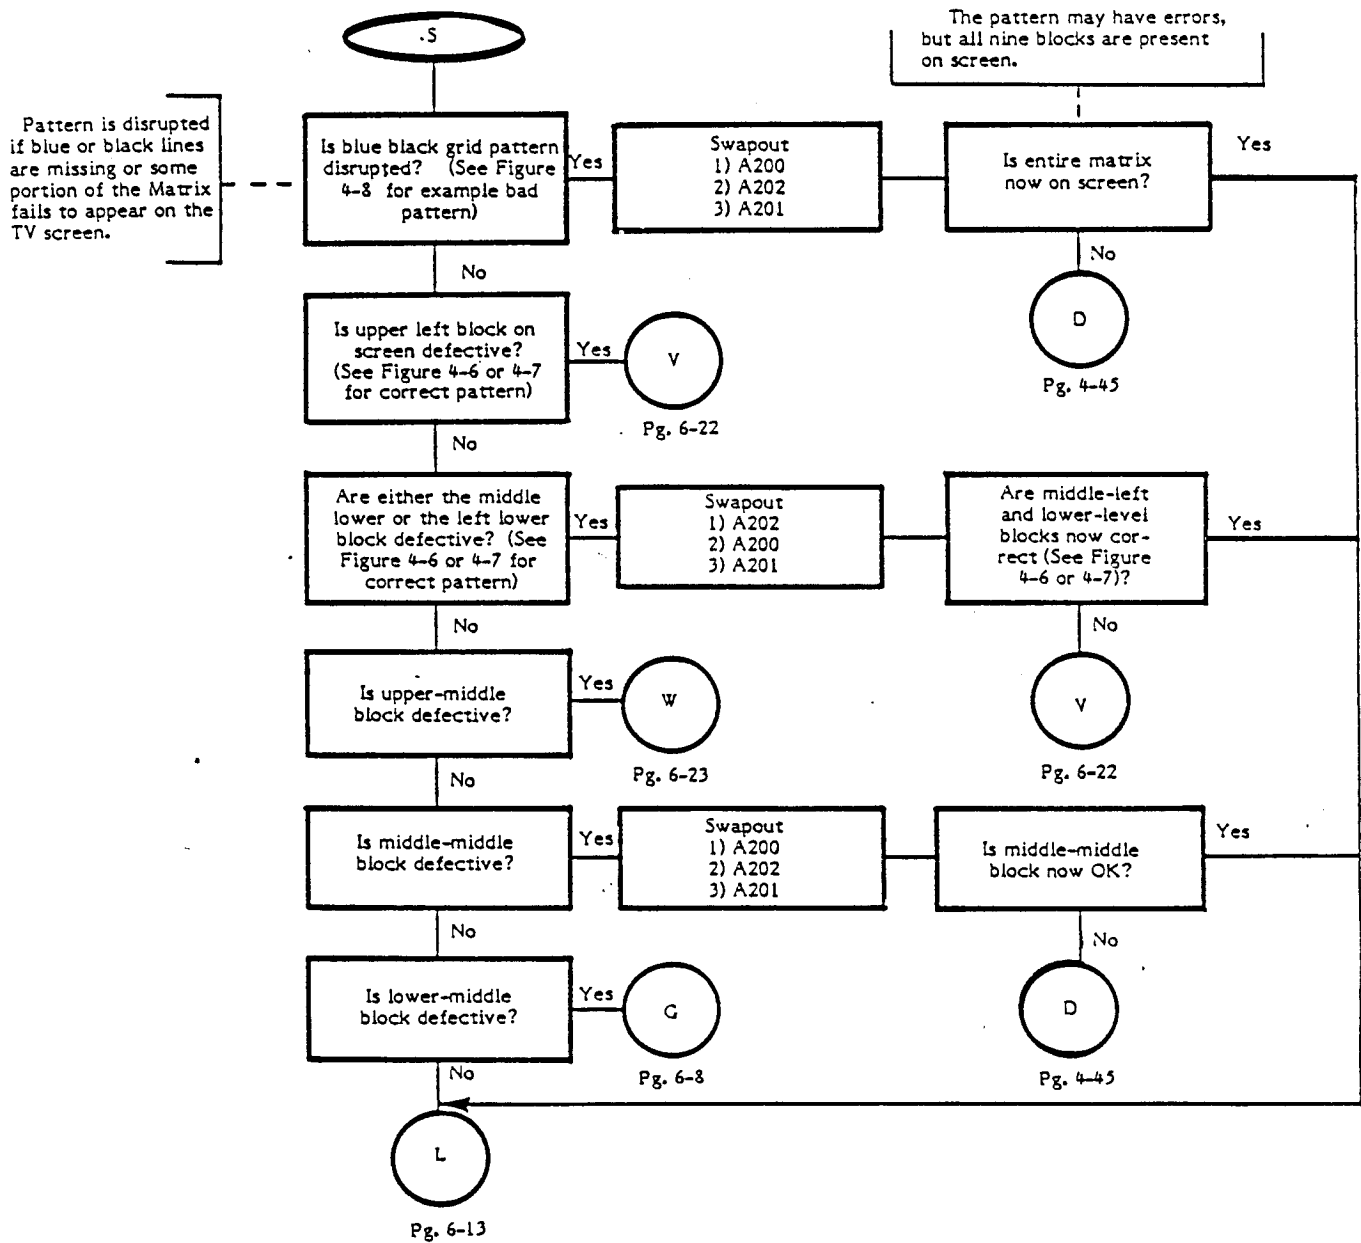 .S
The pattern may have errors,
but all nine blocks are present
on screen.
Pattern is disrupted
if blue or black lines
are missing or some
portion of the Matrix
fails to appear on the
TV screen.
Is blue black grid pattern
disrupted? (See Figure
4-8 for example bad
pattern)
Yes
Swapout
1) A200
2) A202
3) A201
Is entire matrix
now on screen?
Yes
No
No
D
Pg. 4-45
Is upper left block on
screen defective?
(See Figure 4-6 or 4-7
for correct pattern)
Yes
V
Pg. 6-22
No
Are either the middle
lower or the left lower
block defective? (See
Figure 4-6 or 4-7 for
correct pattern)
Yes
Swapout
1) A202
2) A200
3) A201
Are middle-left
and lower-level
blocks now cor-
rect (See Figure
4-6 or 4-7)?
Yes
No
No
V
Pg. 6-22
Is upper-middle
block defective?
Yes
W
Pg. 6-23
No
Is middle-middle
block defective?
Yes
Swapout
1) A200
2) A202
3) A201
Is middle-middle
block now OK?
Yes
No
No
D
Pg. 4-45
Is lower-middle
block defective?
Yes
G
Pg. 6-8
No
L
Pg. 6-13